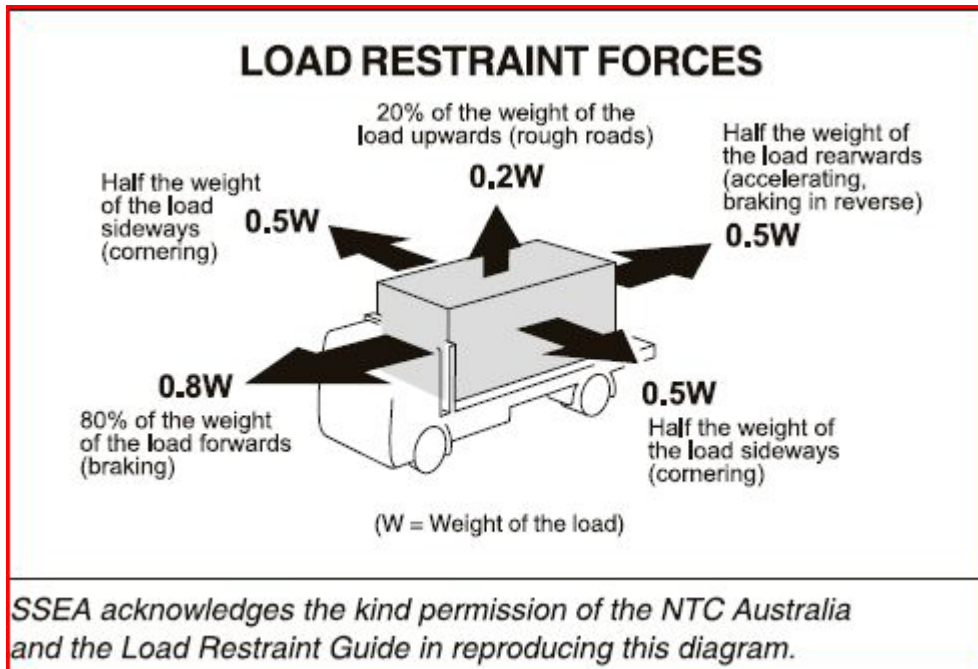 LOAD RESTRAINT FORCES
20% of the weight of the
load upwards (rough roads)
0.2W
Half the weight of
the load rearwards
(accelerating,
braking in reverse)
0.5W
Half the weight
of the load
sideways
(cornering)
0.5W
0.8W
80% of the weight
of the load forwards
(braking)
0.5W
Half the weight of
the load sideways
(cornering)
(W = Weight of the load)
SSEA acknowledges the kind permission of the NTC Australia
and the Load Restraint Guide in reproducing this diagram.